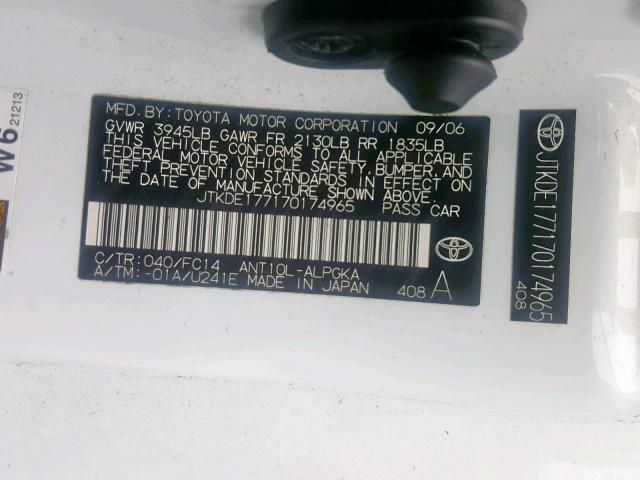 MFD.BY:TOYOTA MOTOR CORPORATION 09/06
GVWR 3945LB GAWR FR 2130LB RR 1835LB
THIS VEHICLE CONFORMS TO ALL APPLICABLE
FEDERAL MOTOR VEHICLE SAFETY,BUMPER,AND
THEFT PREVENTION STANDARDS IN EFFECT ON
THE DATE OF MANUFACTURE SHOWN ABOVE.
JTKDE177170174965 PASS CAR
C/TR:040/FC14 ANT10L-ALPGKA
A/TM:-01A/U241E MADE IN JAPAN 408 A
JTKDE177170174965
408
W6
21213